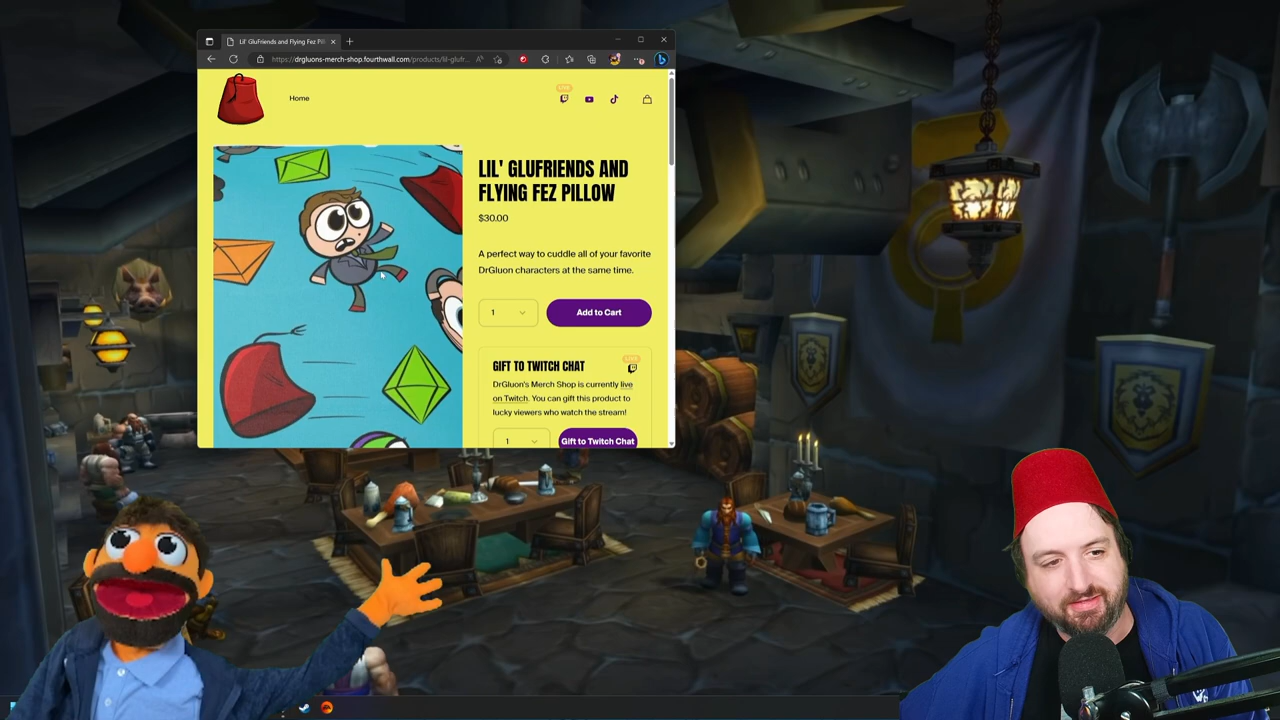 Lil' GluFriends and Flying Fez Pil
https://drgluons-merch-shop.fourthwall.com/products/lil-glufr...
Home
LIVE
LIL' GLUFRIENDS AND
FLYING FEZ PILLOW
$30.00
A perfect way to cuddle all of your favorite
DrGluon characters at the same time.
1
Add to Cart
GIFT TO TWITCH CHAT
LIVE
DrGluon's Merch Shop is currently live
on Twitch. You can gift this product to
lucky viewers who watch the stream!
1
Gift to Twitch Chat